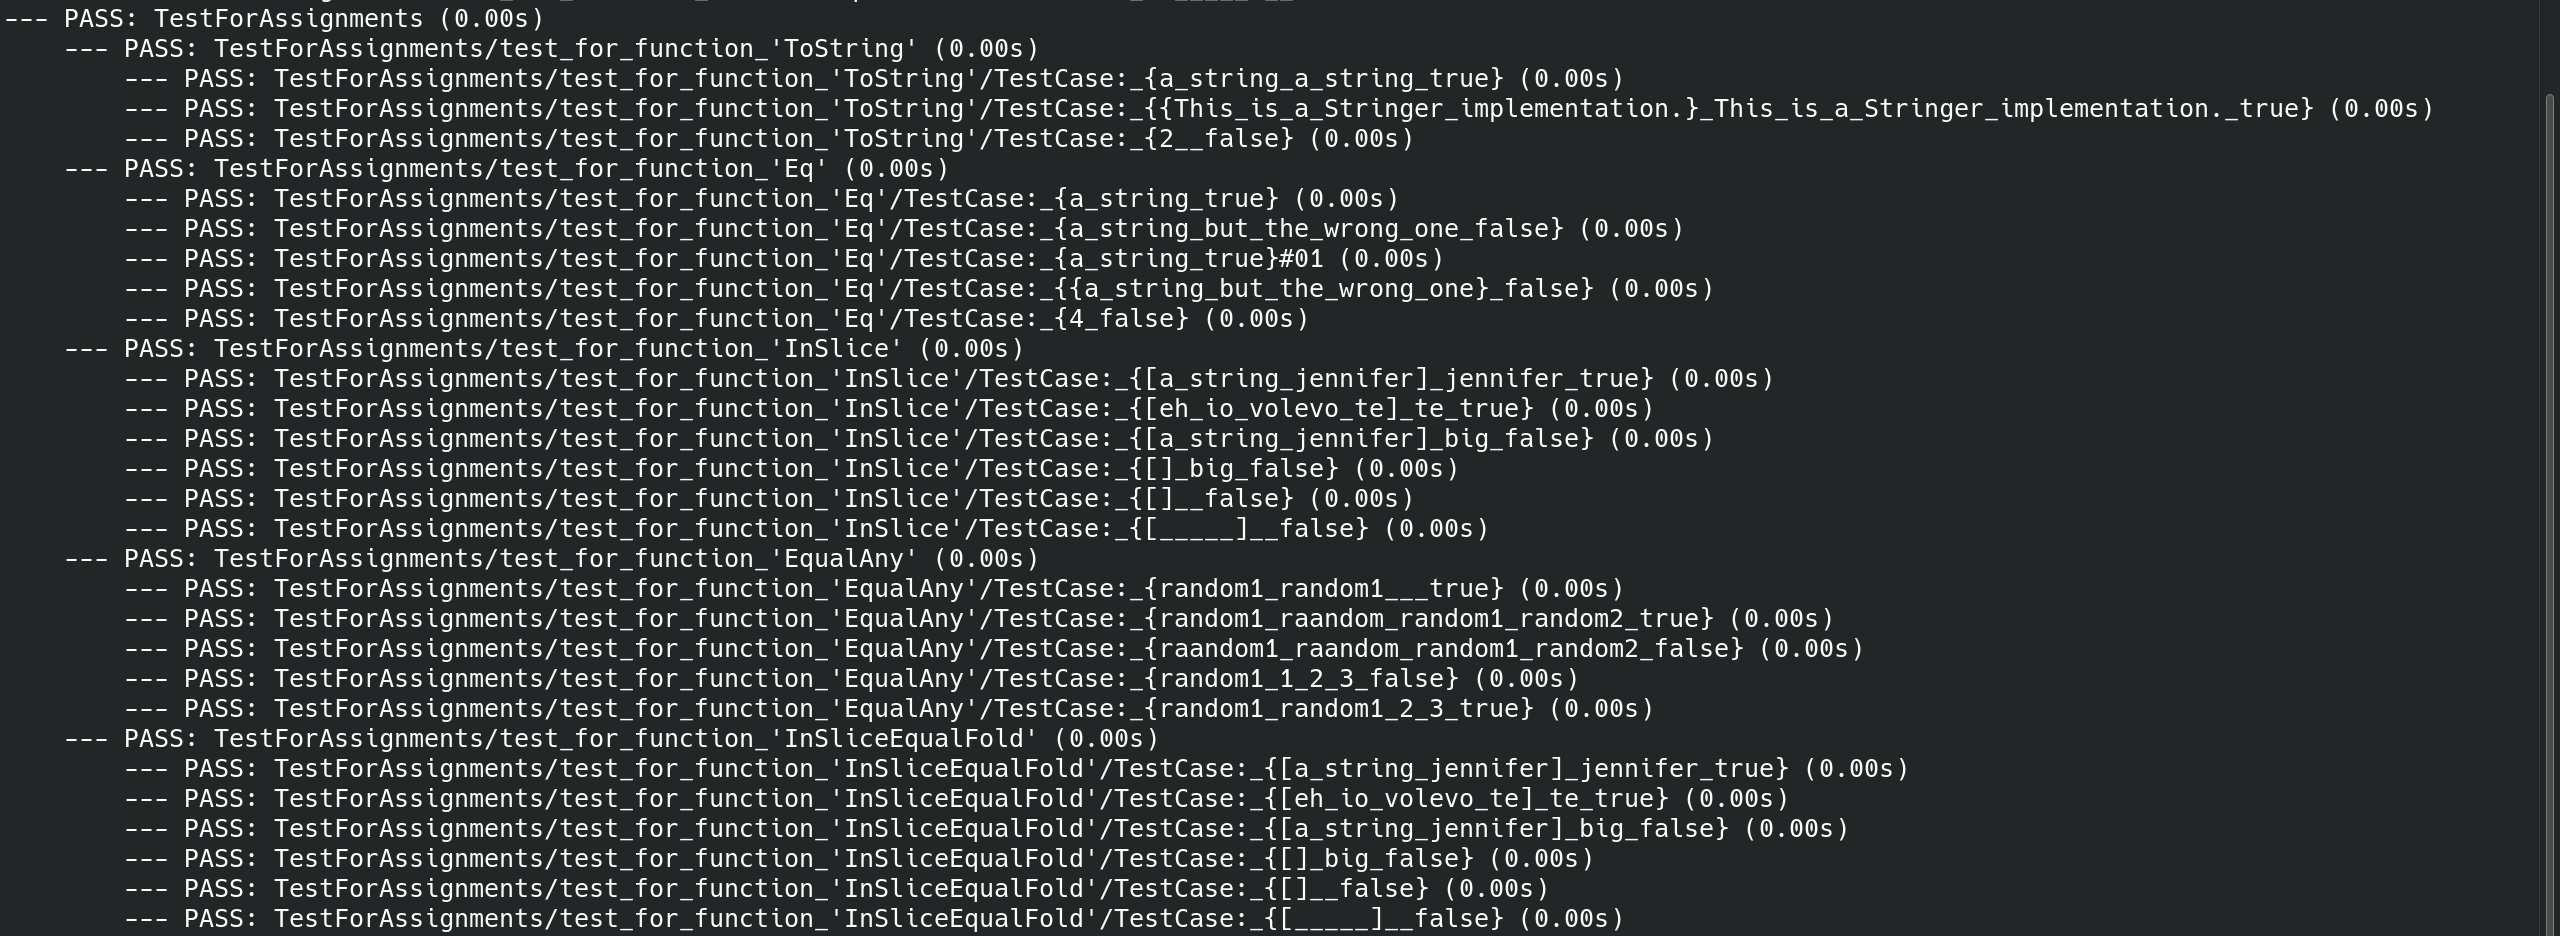 --- PASS: TestForAssignments (0.00s)
    --- PASS: TestForAssignments/test_for_function_'ToString' (0.00s)
        --- PASS: TestForAssignments/test_for_function_'ToString'/TestCase:_{a_string_a_string_true} (0.00s)
        --- PASS: TestForAssignments/test_for_function_'ToString'/TestCase:_{{This_is_a_Stringer_implementation.}_This_is_a_Stringer_implementation._true} (0.00s)
        --- PASS: TestForAssignments/test_for_function_'ToString'/TestCase:_{2__false} (0.00s)
    --- PASS: TestForAssignments/test_for_function_'Eq' (0.00s)
        --- PASS: TestForAssignments/test_for_function_'Eq'/TestCase:_{a_string_true} (0.00s)
        --- PASS: TestForAssignments/test_for_function_'Eq'/TestCase:_{a_string_but_the_wrong_one_false} (0.00s)
        --- PASS: TestForAssignments/test_for_function_'Eq'/TestCase:_{a_string_true}#01 (0.00s)
        --- PASS: TestForAssignments/test_for_function_'Eq'/TestCase:_{{a_string_but_the_wrong_one}_false} (0.00s)
        --- PASS: TestForAssignments/test_for_function_'Eq'/TestCase:_{4_false} (0.00s)
    --- PASS: TestForAssignments/test_for_function_'InSlice' (0.00s)
        --- PASS: TestForAssignments/test_for_function_'InSlice'/TestCase:_{[a_string_jennifer]_jennifer_true} (0.00s)
        --- PASS: TestForAssignments/test_for_function_'InSlice'/TestCase:_{[eh_io_volevo_te]_te_true} (0.00s)
        --- PASS: TestForAssignments/test_for_function_'InSlice'/TestCase:_{[a_string_jennifer]_big_false} (0.00s)
        --- PASS: TestForAssignments/test_for_function_'InSlice'/TestCase:_{[]_big_false} (0.00s)
        --- PASS: TestForAssignments/test_for_function_'InSlice'/TestCase:_{[]__false} (0.00s)
        --- PASS: TestForAssignments/test_for_function_'InSlice'/TestCase:_{[_____]__false} (0.00s)
    --- PASS: TestForAssignments/test_for_function_'EqualAny' (0.00s)
        --- PASS: TestForAssignments/test_for_function_'EqualAny'/TestCase:_{random1_random1___true} (0.00s)
        --- PASS: TestForAssignments/test_for_function_'EqualAny'/TestCase:_{random1_raandom_random1_random2_true} (0.00s)
        --- PASS: TestForAssignments/test_for_function_'EqualAny'/TestCase:_{raandom1_raandom_random1_random2_false} (0.00s)
        --- PASS: TestForAssignments/test_for_function_'EqualAny'/TestCase:_{random1_1_2_3_false} (0.00s)
        --- PASS: TestForAssignments/test_for_function_'EqualAny'/TestCase:_{random1_random1_2_3_true} (0.00s)
    --- PASS: TestForAssignments/test_for_function_'InSliceEqualFold' (0.00s)
        --- PASS: TestForAssignments/test_for_function_'InSliceEqualFold'/TestCase:_{[a_string_jennifer]_jennifer_true} (0.00s)
        --- PASS: TestForAssignments/test_for_function_'InSliceEqualFold'/TestCase:_{[eh_io_volevo_te]_te_true} (0.00s)
        --- PASS: TestForAssignments/test_for_function_'InSliceEqualFold'/TestCase:_{[a_string_jennifer]_big_false} (0.00s)
        --- PASS: TestForAssignments/test_for_function_'InSliceEqualFold'/TestCase:_{[]_big_false} (0.00s)
        --- PASS: TestForAssignments/test_for_function_'InSliceEqualFold'/TestCase:_{[]__false} (0.00s)
        --- PASS: TestForAssignments/test_for_function_'InSliceEqualFold'/TestCase:_{[_____]__false} (0.00s)